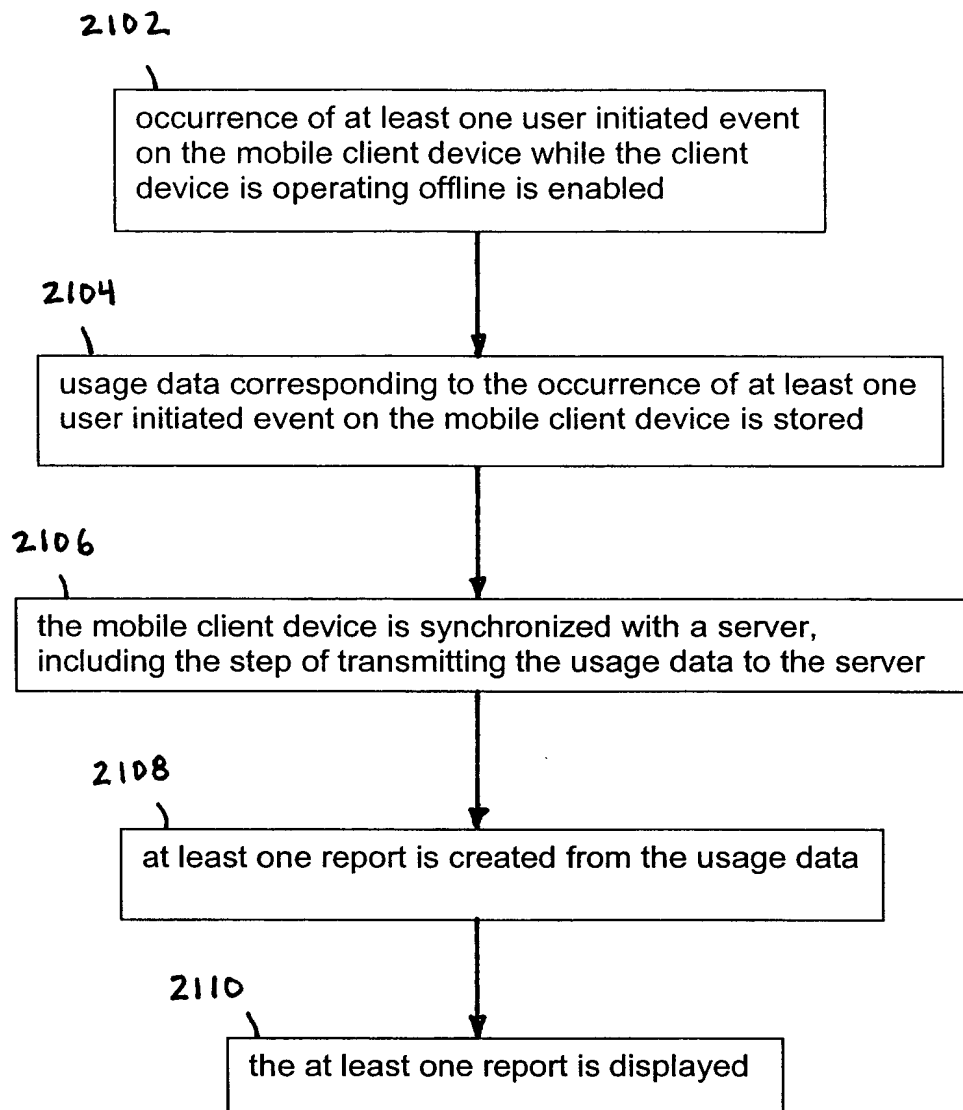 2102
occurrence of at least one user initiated event
on the mobile client device while the client
device is operating offline is enabled
2104
usage data corresponding to the occurrence of at least one
user initiated event on the mobile client device is stored
2106
the mobile client device is synchronized with a server,
including the step of transmitting the usage data to the server
2108
at least one report is created from the usage data
2110
the at least one report is displayed